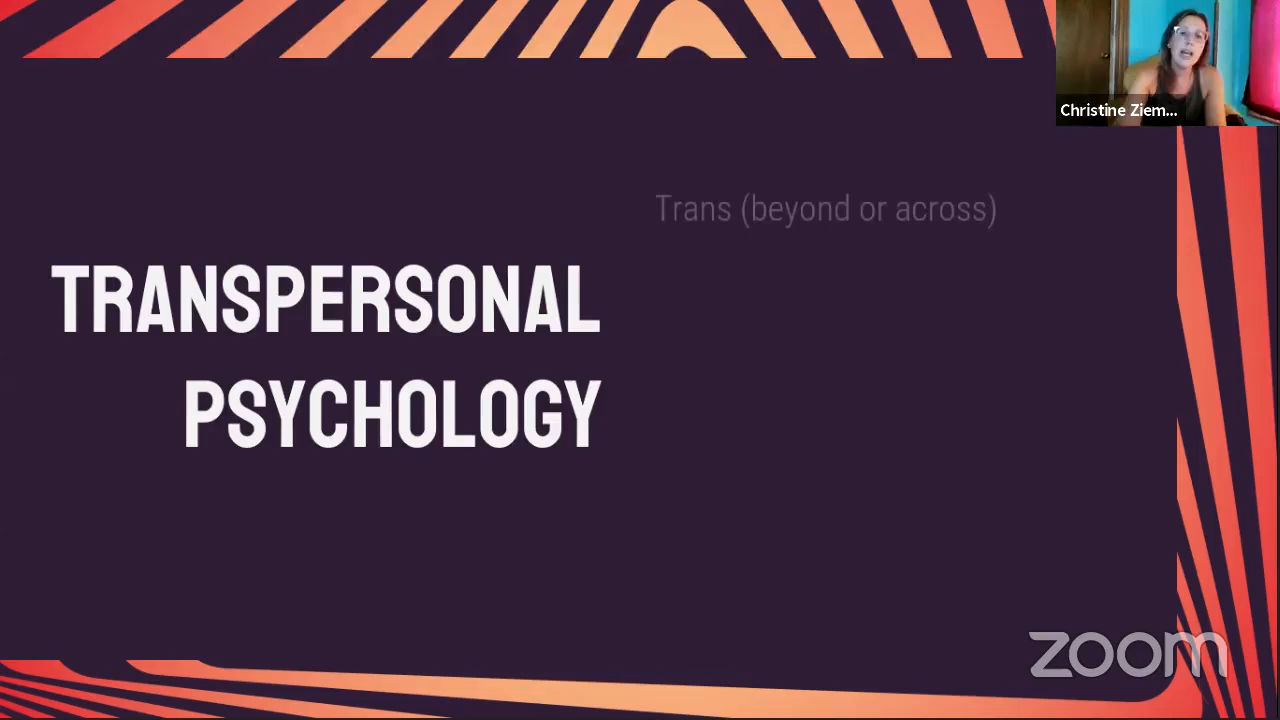 Christine Ziem...
Trans (beyond or across)
TRANSPERSONAL
PSYCHOLOGY
zoom